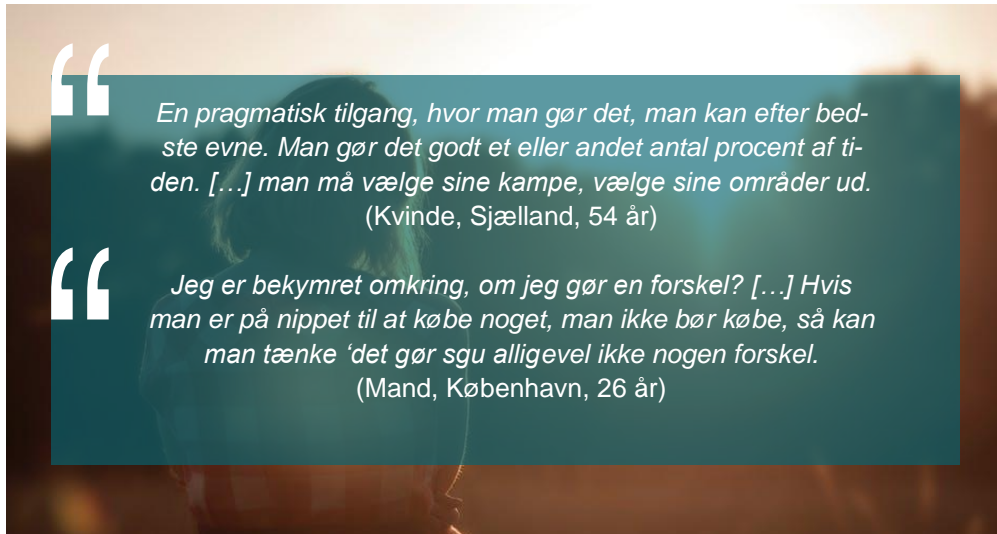 “
En pragmatisk tilgang, hvor man gør det, man kan efter bed-
ste evne. Man gør det godt et eller andet antal procent af ti-
den. […] man må vælge sine kampe, vælge sine områder ud.
(Kvinde, Sjælland, 54 år)
“
Jeg er bekymret omkring, om jeg gør en forskel? […] Hvis
man er på nippet til at købe noget, man ikke bør købe, så kan
man tænke ‘det gør sgu alligevel ikke nogen forskel.
(Mand, København, 26 år)